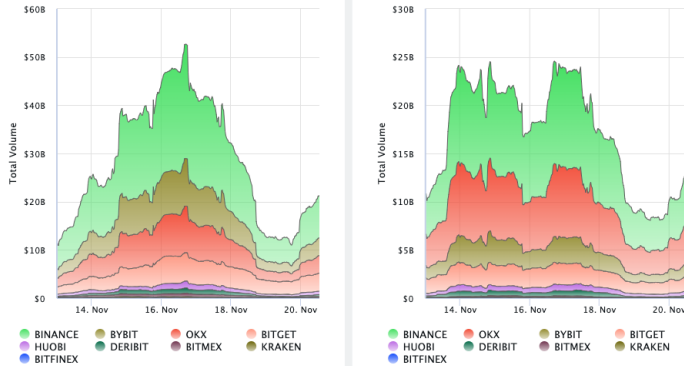 $60B
$50B
$40B
$30B
$20B
$10B
$0
Total Volume
14. Nov
16. Nov
18. Nov
20. Nov
BINANCE BYBIT OKX BITGET
HUOBI DERIBIT BITMEX KRAKEN
BITFINEX
$30B
$25B
$20B
$15B
$10B
$5B
$0
Total Volume
14. Nov
16. Nov
18. Nov
20. Nov
BINANCE OKX BYBIT BITGET
HUOBI DERIBIT BITMEX KRAKEN
BITFINEX